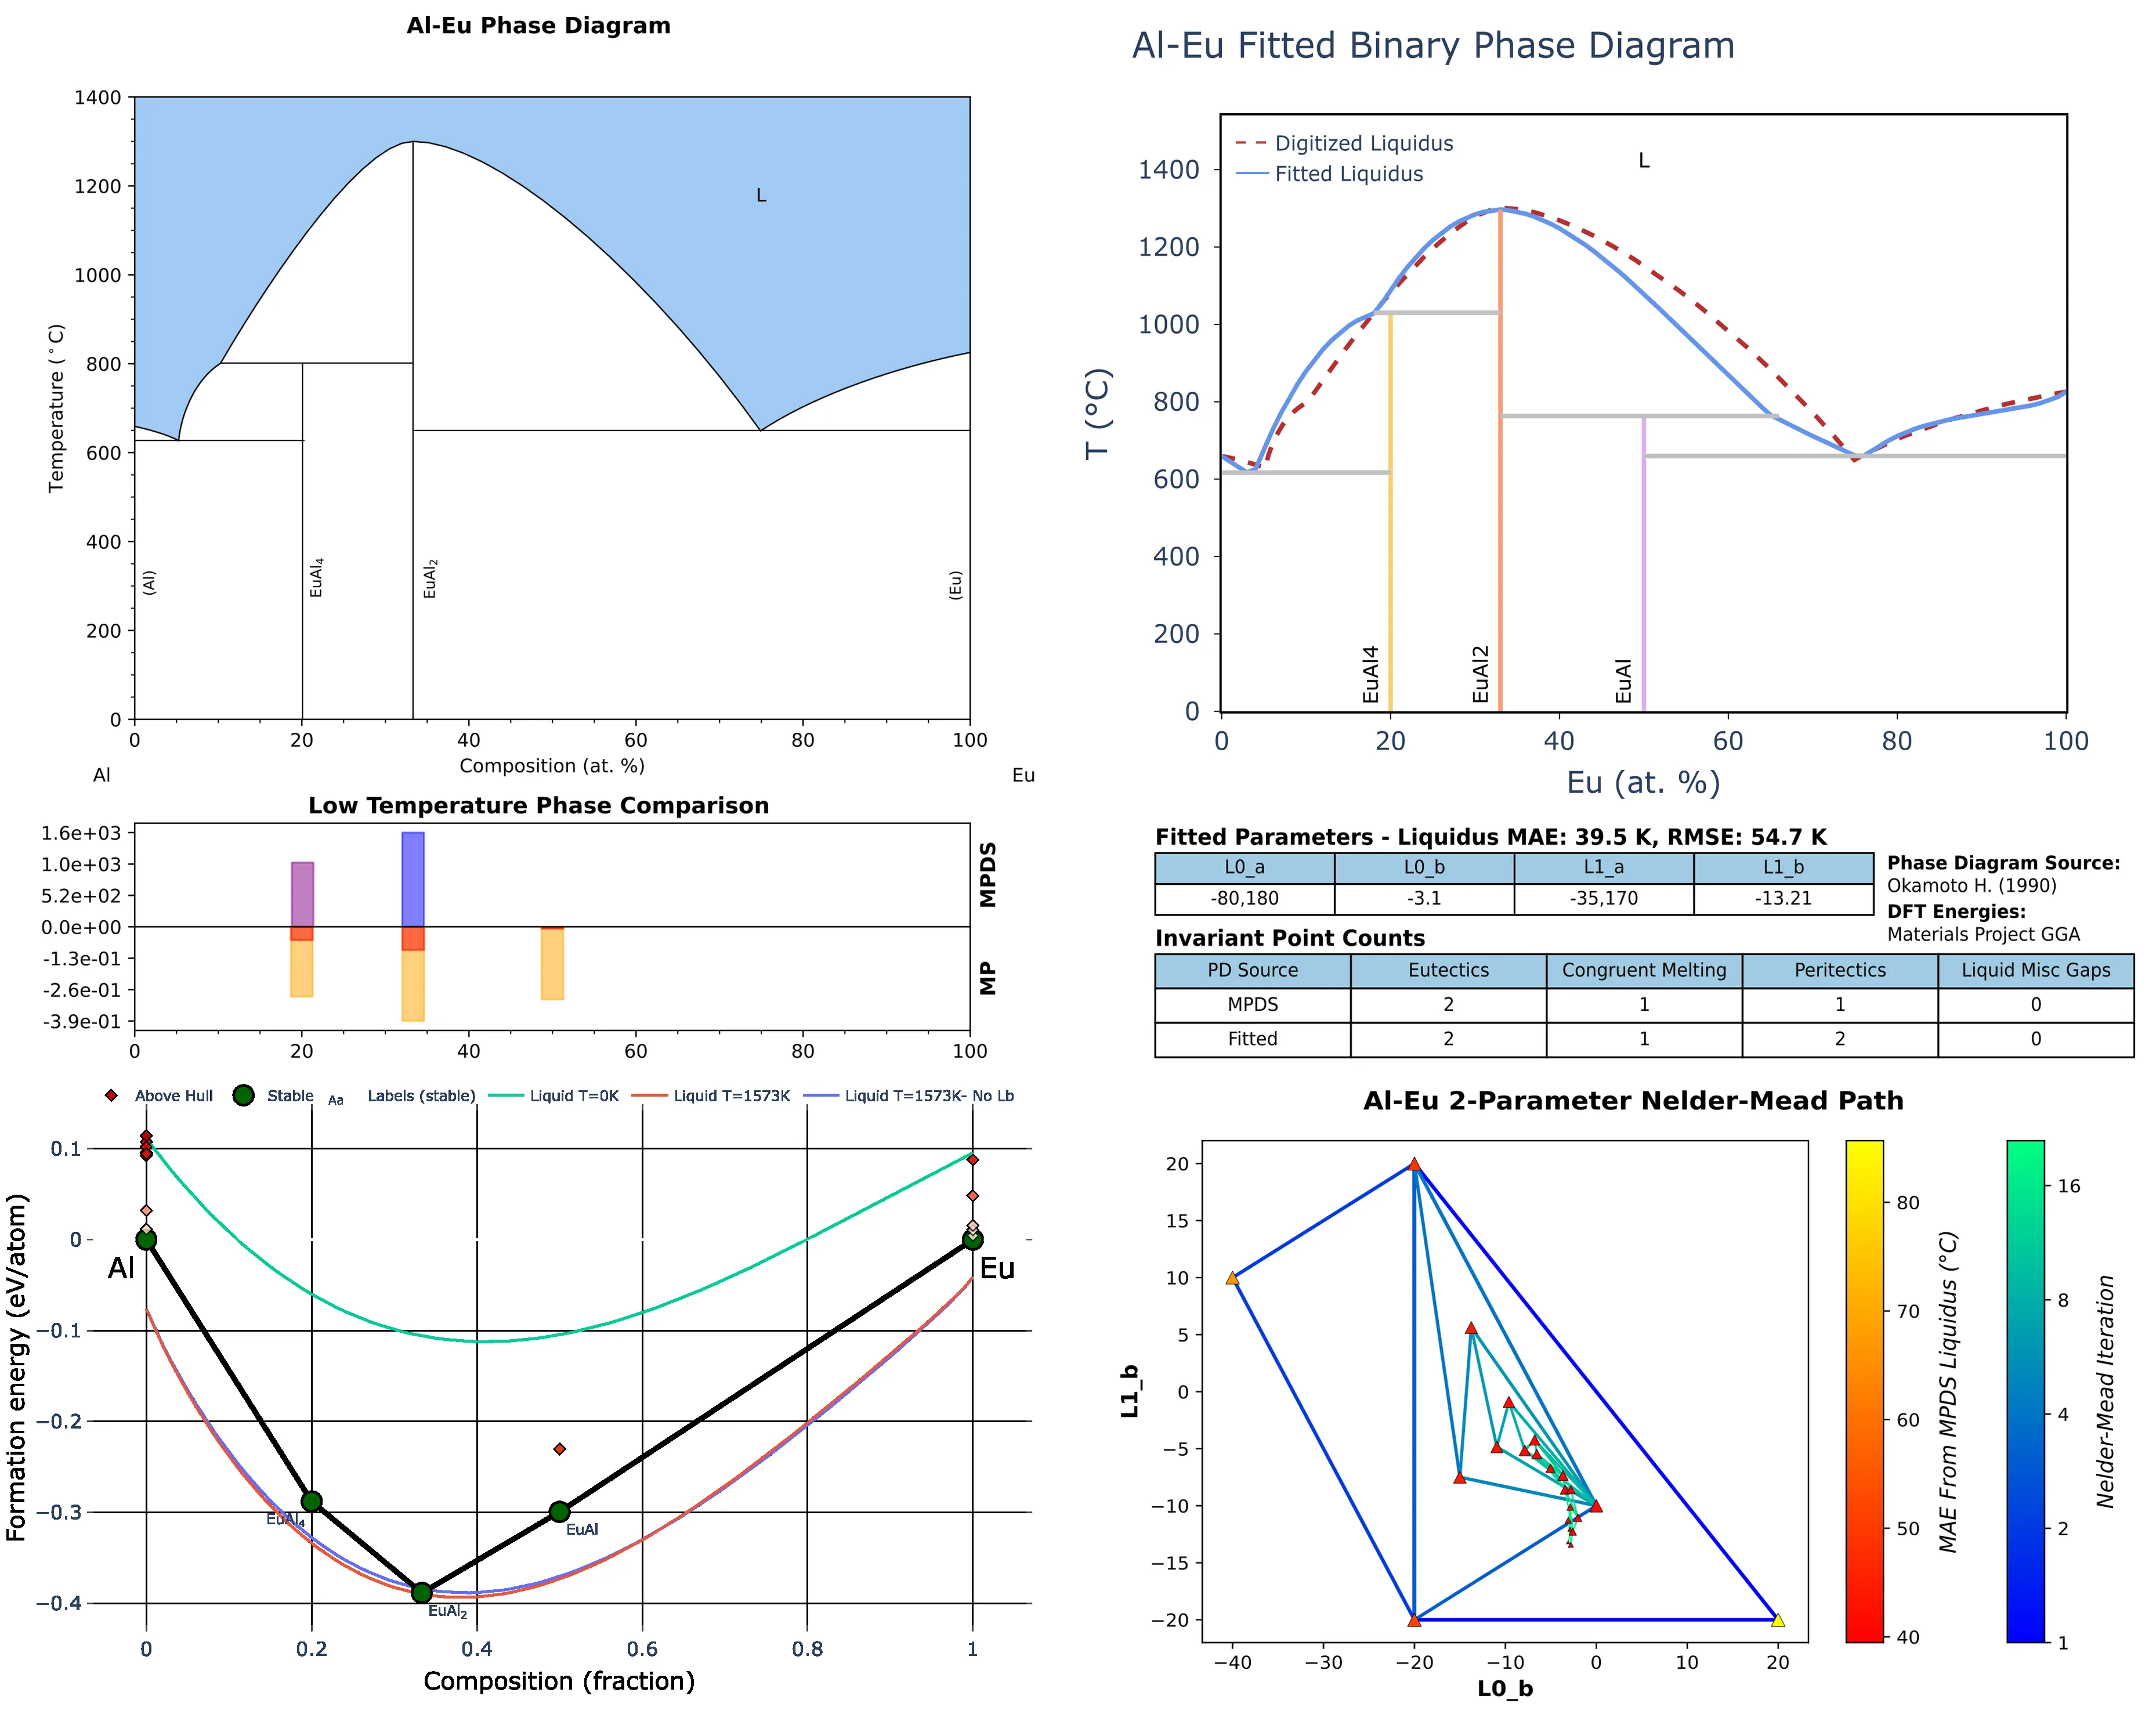 Al-Eu Phase Diagram
1400
1200
1000
800
600
400
200
0
Temperature (°C)
L
(Al)
EuAl₄
EuAl₂
(Eu)
0 20 40 60 80 100
Composition (at. %)
Al Eu
Al-Eu Fitted Binary Phase Diagram
Digitized Liquidus
Fitted Liquidus
L
1400
1200
1000
800
600
400
200
0
T (°C)
EuAl4
EuAl2
EuAl
0 20 40 60 80 100
Eu (at. %)
Low Temperature Phase Comparison
1.6e+03
1.0e+03
5.2e+02
0.0e+00
-1.3e-01
-2.6e-01
-3.9e-01
MPDS
MP
0 20 40 60 80 100
Fitted Parameters - Liquidus MAE: 39.5 K, RMSE: 54.7 K
L0_a L0_b L1_a L1_b
-80,180 -3.1 -35,170 -13.21
Phase Diagram Source:
Okamoto H. (1990)
DFT Energies:
Materials Project GGA
Invariant Point Counts
PD Source Eutectics Congruent Melting Peritectics Liquid Misc Gaps
MPDS 2 1 1 0
Fitted 2 1 2 0
Above Hull Stable Aa Labels (stable) Liquid T=0K Liquid T=1573K Liquid T=1573K- No Lb
0.1
0
−0.1
−0.2
−0.3
−0.4
Formation energy (eV/atom)
Al
Eu
EuAl₄
EuAl
EuAl₂
0 0.2 0.4 0.6 0.8 1
Composition (fraction)
Al-Eu 2-Parameter Nelder-Mead Path
20
15
10
5
0
−5
−10
−15
−20
L1_b
−40 −30 −20 −10 0 10 20
L0_b
80
70
60
50
40
MAE From MPDS Liquidus (°C)
16
8
4
2
1
Nelder-Mead Iteration